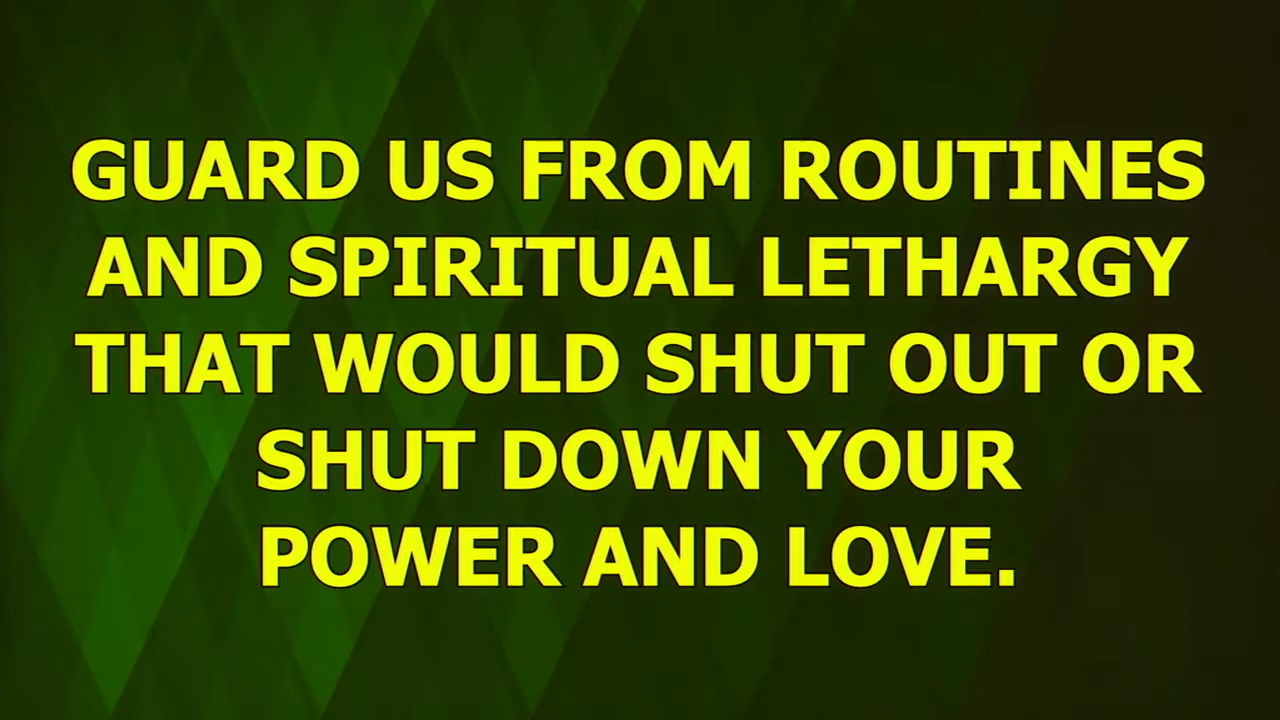 GUARD US FROM ROUTINES
AND SPIRITUAL LETHARGY
THAT WOULD SHUT OUT OR
SHUT DOWN YOUR
POWER AND LOVE.